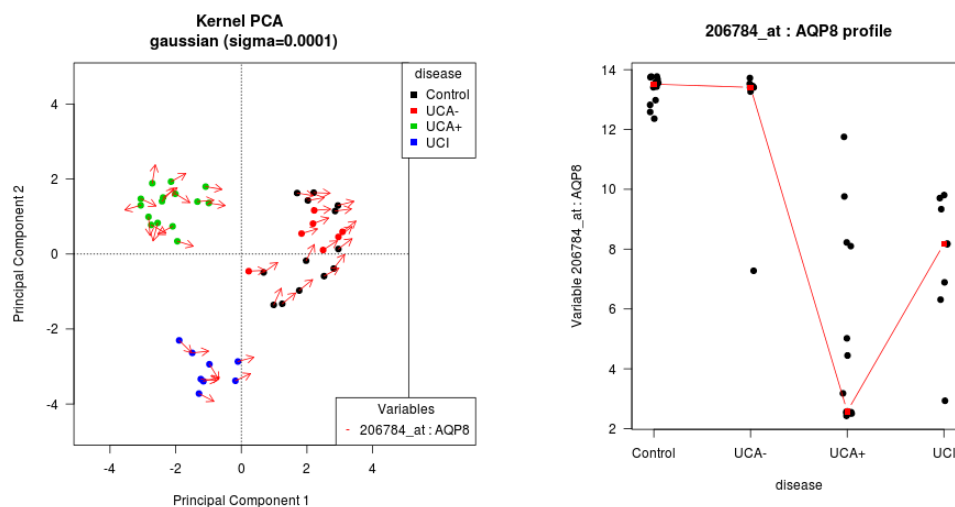 Kernel PCA
gaussian (sigma=0.0001)
disease
Control
UCA-
UCA+
UCI
4
2
0
-2
-4
Principal Component 2
Variables
206784_at : AQP8
-4
-2
0
2
4
Principal Component 1
206784_at : AQP8 profile
14
12
10
8
6
4
2
Variable 206784_at : AQP8
Control
UCA-
UCA+
UCI
disease